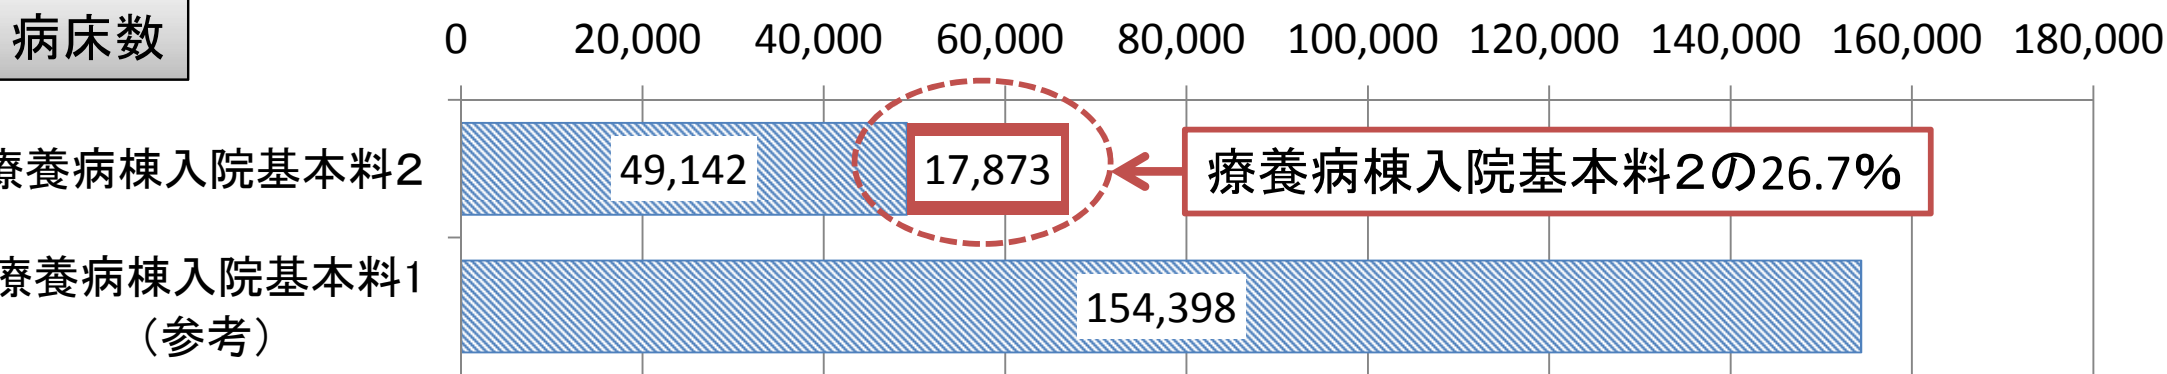 病床数
0 20,000 40,000 60,000 80,000 100,000 120,000 140,000 160,000 180,000
療養病棟入院基本料2 49,142 17,873 療養病棟入院基本料2の26.7%
療養病棟入院基本料1 154,398
(参考)